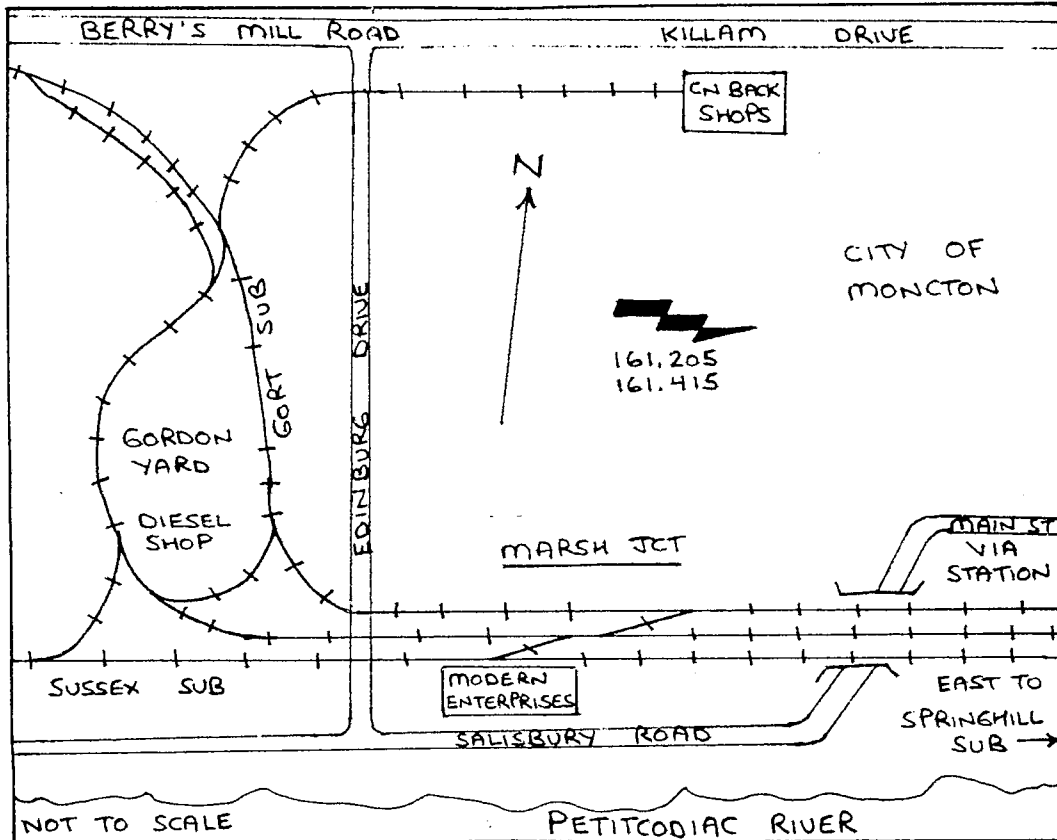 BERRY'S MILL ROAD
KILLAM DRIVE
CN BACK
SHOPS
N
CITY OF
MONCTON
161.205
161.415
GORT SUB
EDINBURG DRIVE
GORDON
YARD
DIESEL
SHOP
MARSH JCT
MAIN ST
VIA
STATION
SUSSEX SUB
MODERN
ENTERPRISES
EAST TO
SPRINGHILL
SUB
SALISBURY ROAD
NOT TO SCALE
PETITCODIAC RIVER